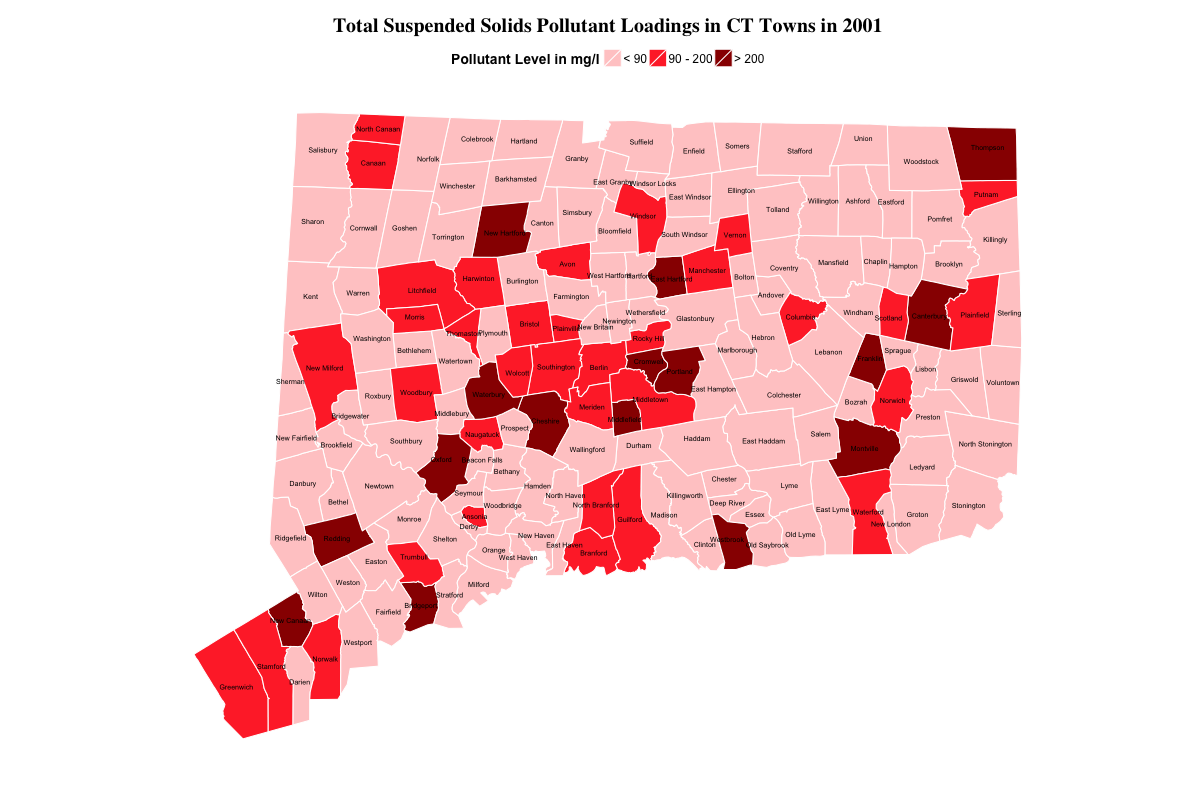 Total Suspended Solids Pollutant Loadings in CT Towns in 2001
Pollutant Level in mg/l < 90 90 - 200 > 200
North Canaan
Colebrook
Hartland
Suffield
Union
Salisbury
Canaan
Norfolk
Granby
Enfield
Somers
Stafford
Woodstock
Thompson
Winchester
Barkhamsted
East Granby
Windsor Locks
East Windsor
Ellington
Putnam
Sharon
Cornwall
Goshen
Torrington
New Hartford
Canton
Simsbury
Bloomfield
Windsor
South Windsor
Vernon
Tolland
Willington
Ashford
Eastford
Pomfret
Killingly
Kent
Warren
Litchfield
Harwinton
Burlington
Avon
Farmington
West Hartford
Hartford
East Hartford
Manchester
Bolton
Coventry
Mansfield
Chaplin
Hampton
Brooklyn
Andover
Washington
Morris
Thomaston
Plymouth
Bristol
Plainville
New Britain
Newington
Wethersfield
Glastonbury
Hebron
Columbia
Windham
Scotland
Canterbury
Plainfield
Sterling
New Milford
Bethlehem
Watertown
Wolcott
Southington
Berlin
Rocky Hill
Cromwell
Portland
Marlborough
Lebanon
Franklin
Sprague
Lisbon
Griswold
Voluntown
Sherman
Roxbury
Woodbury
Waterbury
Cheshire
Meriden
Middletown
Middlefield
East Hampton
Colchester
Bozrah
Norwich
Preston
Bridgewater
Middlebury
Naugatuck
Prospect
New Fairfield
Brookfield
Southbury
Oxford
Beacon Falls
Bethany
Wallingford
Durham
Haddam
East Haddam
Salem
Montville
Ledyard
North Stonington
Danbury
Bethel
Newtown
Seymour
Woodbridge
Hamden
North Haven
North Branford
Guilford
Madison
Killingworth
Chester
Deep River
Essex
Lyme
East Lyme
Waterford
New London
Groton
Stonington
Ridgefield
Redding
Monroe
Ansonia
Derby
Shelton
Orange
New Haven
West Haven
East Haven
Branford
Clinton
Westbrook
Old Saybrook
Old Lyme
Easton
Trumbull
Weston
Wilton
Milford
Stratford
Bridgeport
Fairfield
New Canaan
Westport
Norwalk
Stamford
Darien
Greenwich